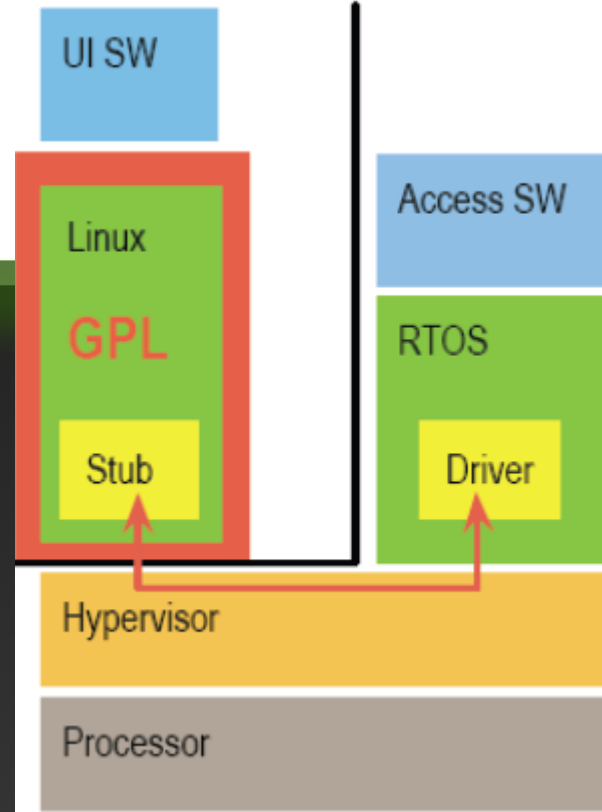 UI SW
Linux
GPL
Stub
Access SW
RTOS
Driver
Hypervisor
Processor